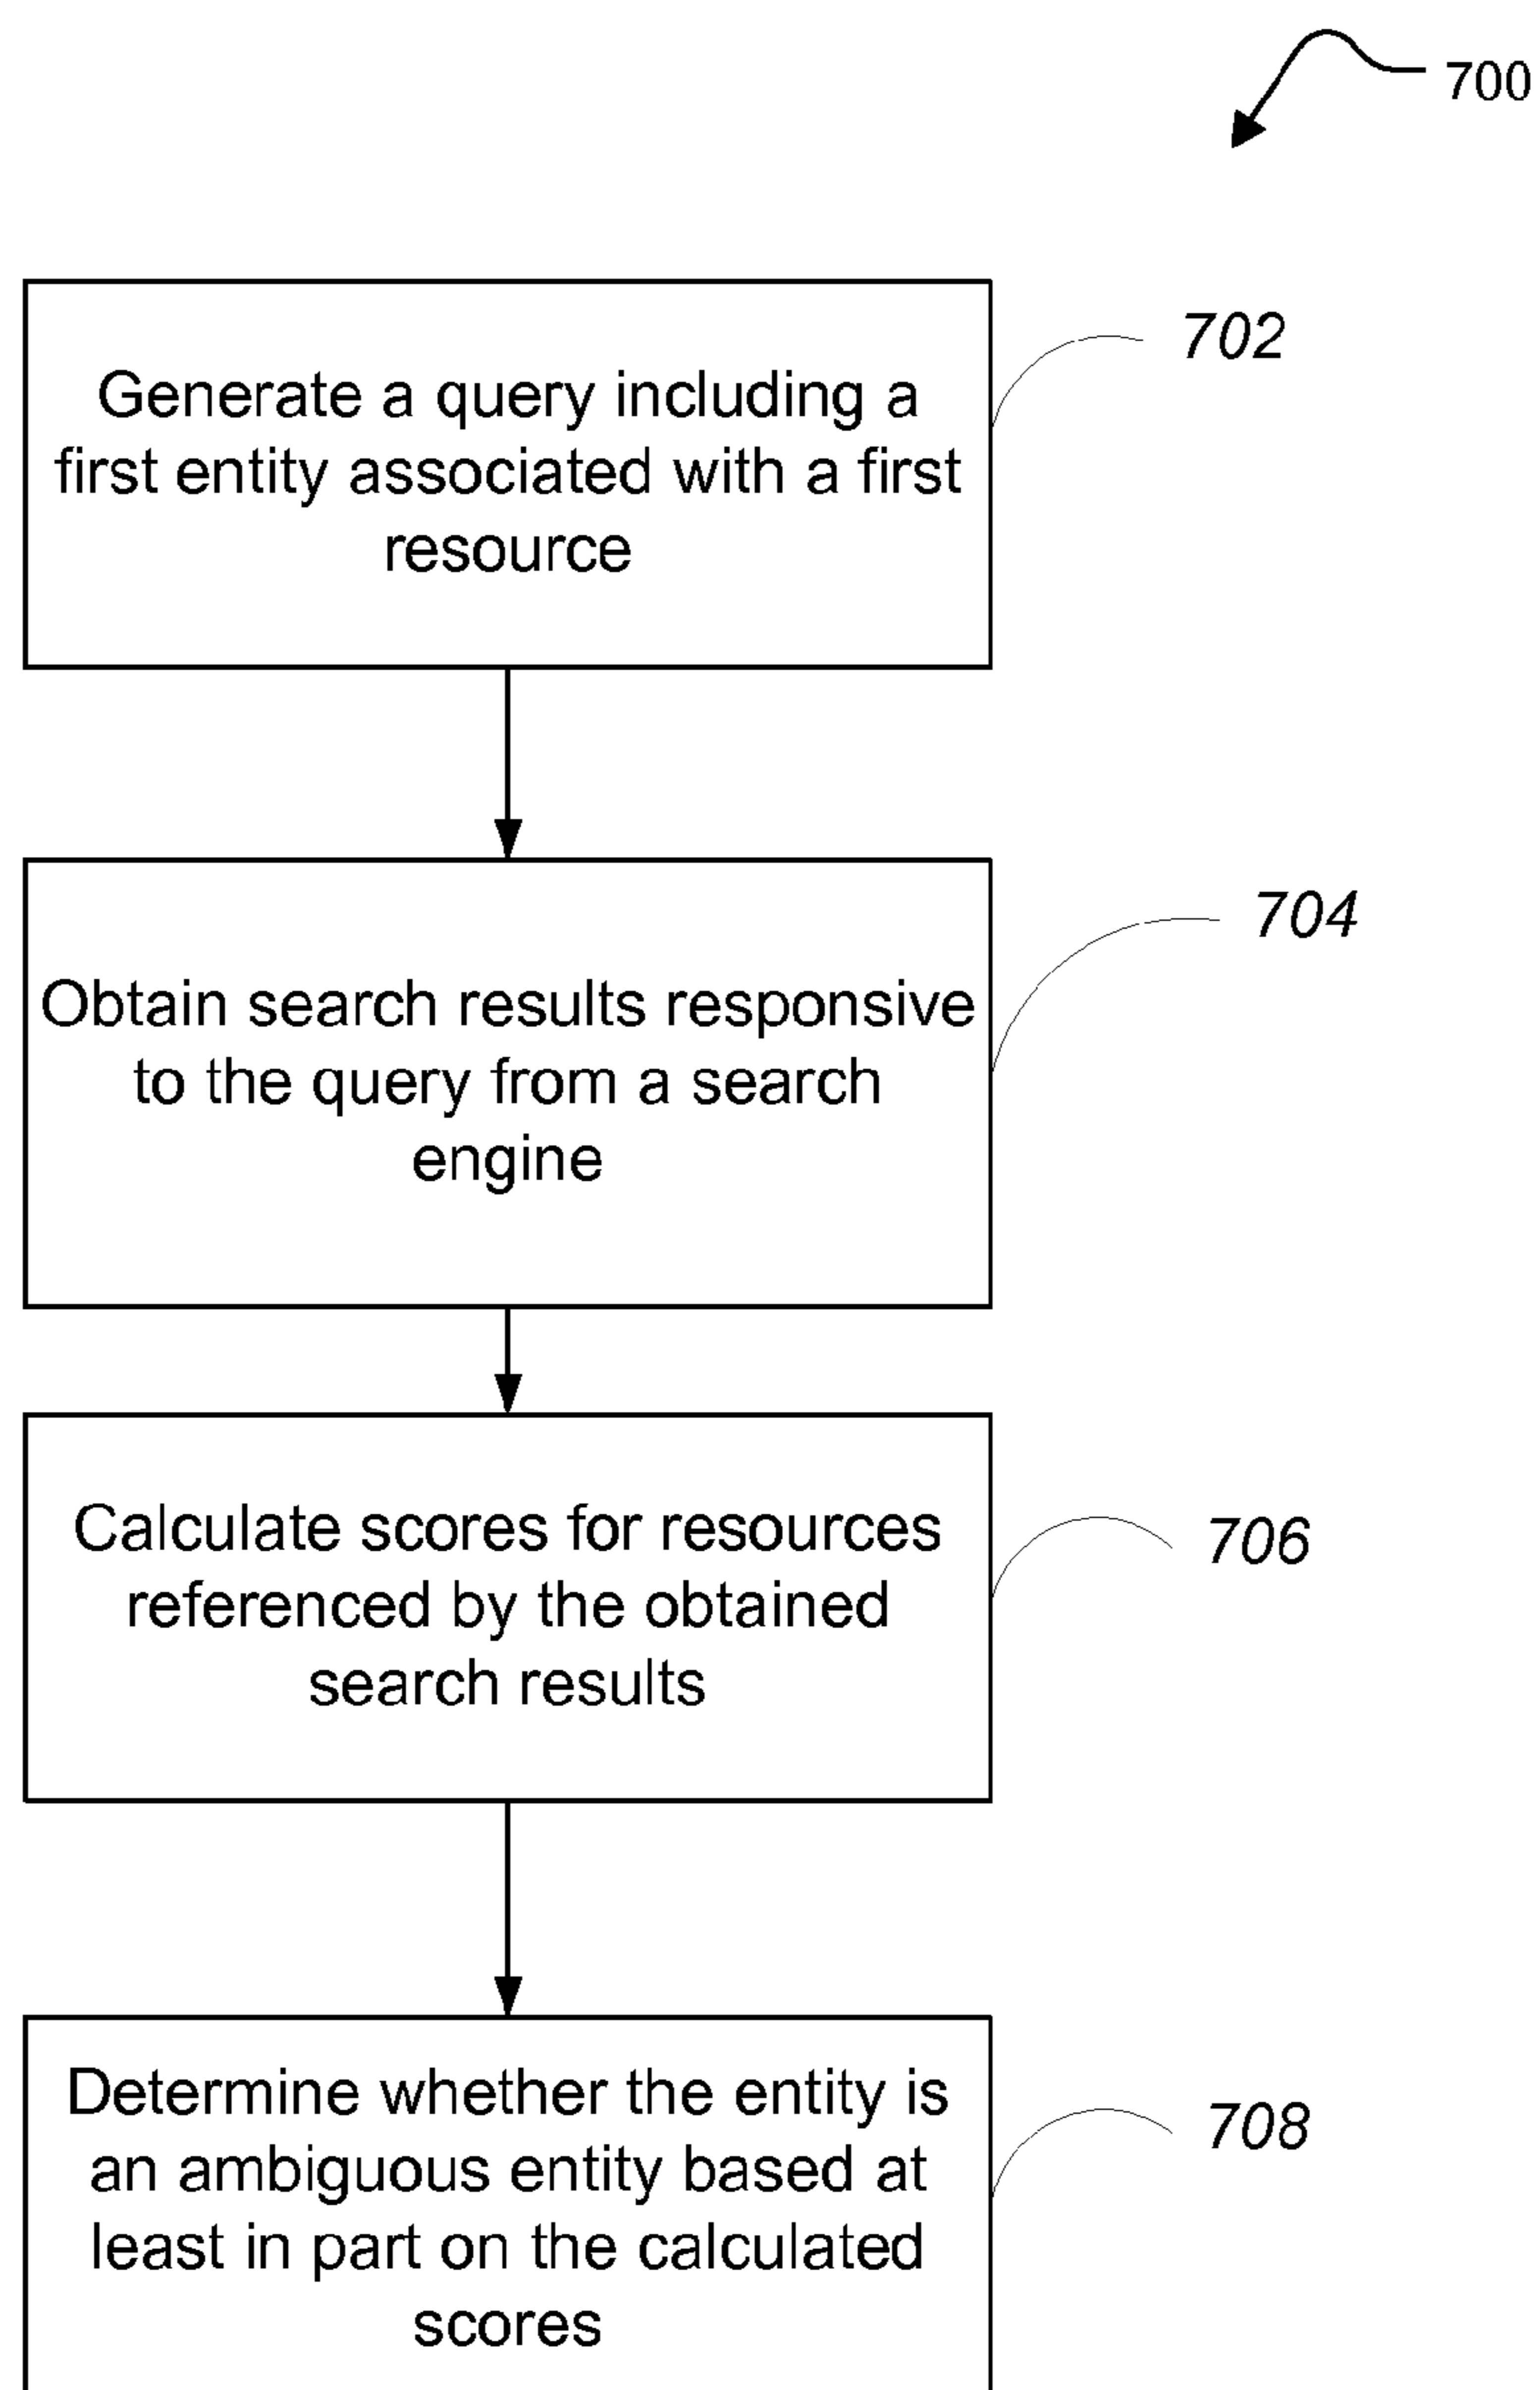 700
702
Generate a query including a
first entity associated with a first
resource
704
Obtain search results responsive
to the query from a search
engine
706
Calculate scores for resources
referenced by the obtained
search results
708
Determine whether the entity is
an ambiguous entity based at
least in part on the calculated
scores